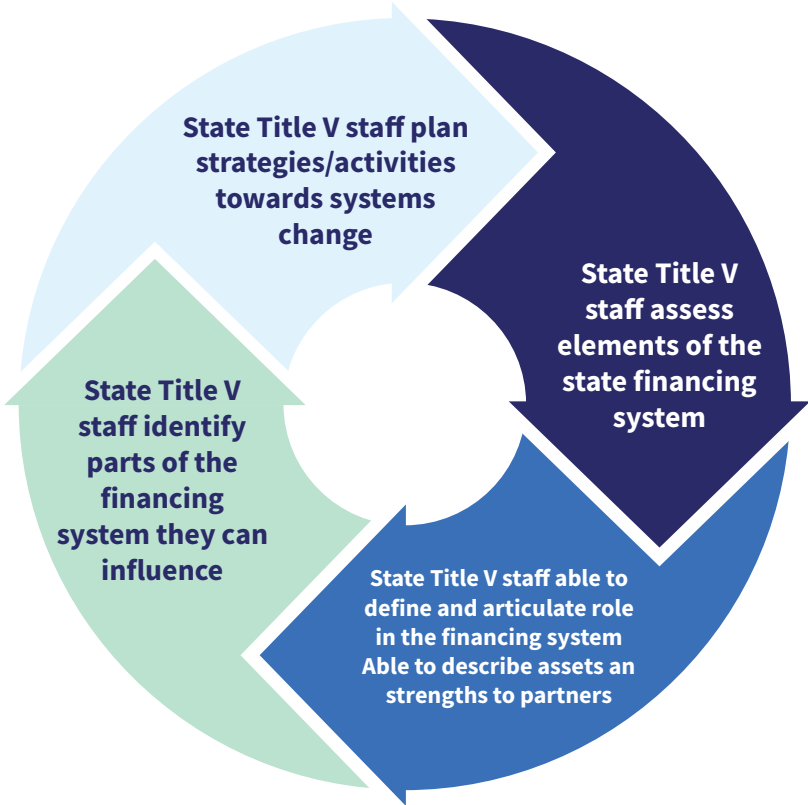 State Title V staff plan
strategies/activities
towards systems
change
State Title V
staff assess
elements of the
state financing
system
State Title V staff able to
define and articulate role
in the financing system
Able to describe assets an
strengths to partners
State Title V
staff identify
parts of the
financing
system they can
influence